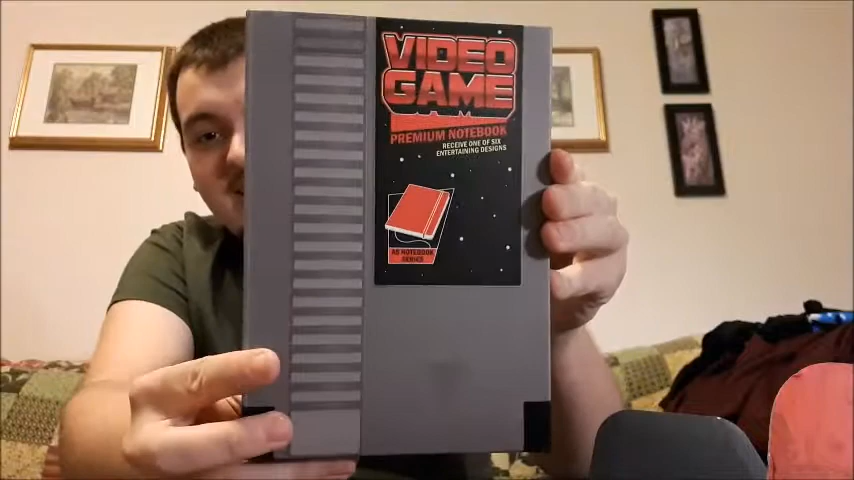 VIDEO
GAME
PREMIUM NOTEBOOK
RECEIVE ONE OF SIX
ENTERTAINING DESIGNS
A5 NOTEBOOK
SERIES